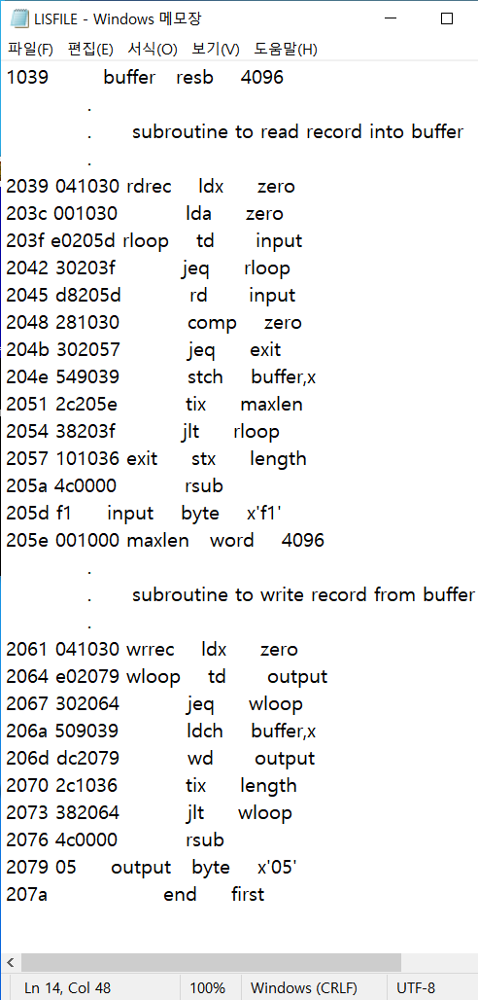 LISFILE - Windows 메모장
파일(F) 편집(E) 서식(O) 보기(V) 도움말(H)
1039 buffer resb 4096
.
. subroutine to read record into buffer
.
2039 041030 rdrec ldx zero
203c 001030 lda zero
203f e0205d rloop td input
2042 30203f jeq rloop
2045 d8205d rd input
2048 281030 comp zero
204b 302057 jeq exit
204e 549039 stch buffer,x
2051 2c205e tix maxlen
2054 38203f jlt rloop
2057 101036 exit stx length
205a 4c0000 rsub
205d f1 input byte x'f1'
205e 001000 maxlen word 4096
.
. subroutine to write record from buffer
.
2061 041030 wrrec ldx zero
2064 e02079 wloop td output
2067 302064 jeq wloop
206a 509039 ldch buffer,x
206d dc2079 wd output
2070 2c1036 tix length
2073 382064 jlt wloop
2076 4c0000 rsub
2079 05 output byte x'05'
207a end first
Ln 14, Col 48 100% Windows (CRLF) UTF-8